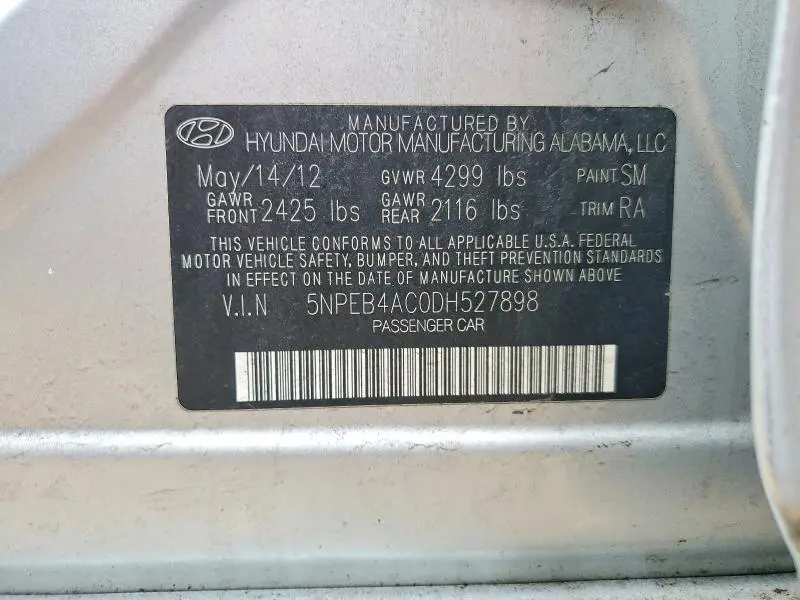 MANUFACTURED BY
HYUNDAI MOTOR MANUFACTURING ALABAMA, LLC
May/14/12 GVWR 4299 lbs PAINT SM
GAWR FRONT 2425 lbs GAWR REAR 2116 lbs TRIM RA
THIS VEHICLE CONFORMS TO ALL APPLICABLE U.S.A. FEDERAL
MOTOR VEHICLE SAFETY, BUMPER, AND THEFT PREVENTION STANDARDS
IN EFFECT ON THE DATE OF MANUFACTURE SHOWN ABOVE
V.I.N 5NPEB4AC0DH527898
PASSENGER CAR